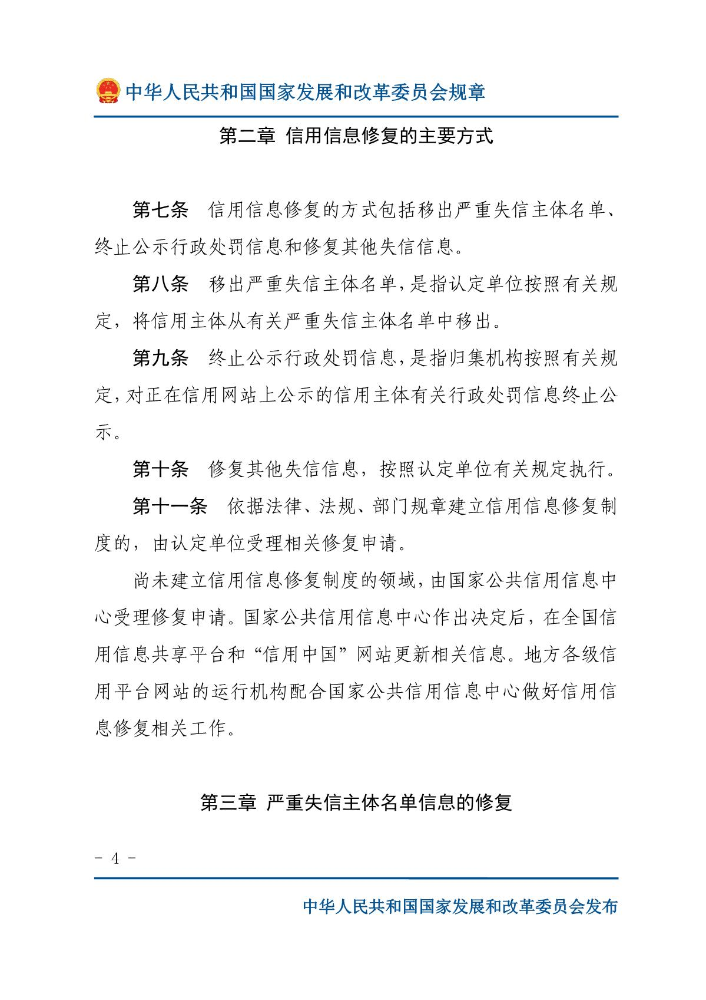 中华人民共和国国家发展和改革委员会规章
第二章 信用信息修复的主要方式
第七条 信用信息修复的方式包括移出严重失信主体名单、
终止公示行政处罚信息和修复其他失信信息。
第八条 移出严重失信主体名单，是指认定单位按照有关规
定，将信用主体从有关严重失信主体名单中移出。
第九条 终止公示行政处罚信息，是指归集机构按照有关规
定，对正在信用网站上公示的信用主体有关行政处罚信息终止公
示。
第十条 修复其他失信信息，按照认定单位有关规定执行。
第十一条 依据法律、法规、部门规章建立信用信息修复制
度的，由认定单位受理相关修复申请。
尚未建立信用信息修复制度的领域，由国家公共信用信息中
心受理修复申请。国家公共信用信息中心作出决定后，在全国信
用信息共享平台和“信用中国”网站更新相关信息。地方各级信
用平台网站的运行机构配合国家公共信用信息中心做好信用信
息修复相关工作。
第三章 严重失信主体名单信息的修复
- 4 -
中华人民共和国国家发展和改革委员会发布